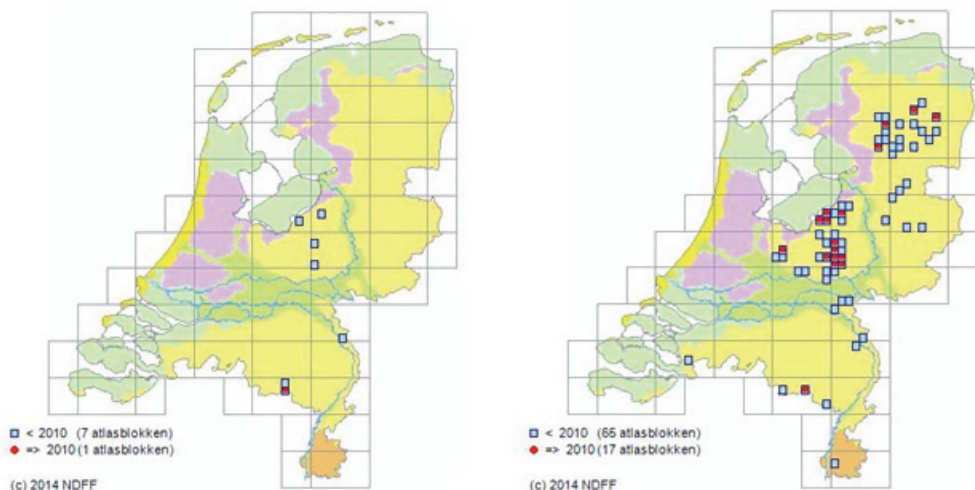 < 2010 (7 atlasblokken)
=> 2010 (1 atlasblokken)
(c) 2014 NDFF
< 2010 (65 atlasblokken)
=> 2010 (17 atlasblokken)
(c) 2014 NDFF